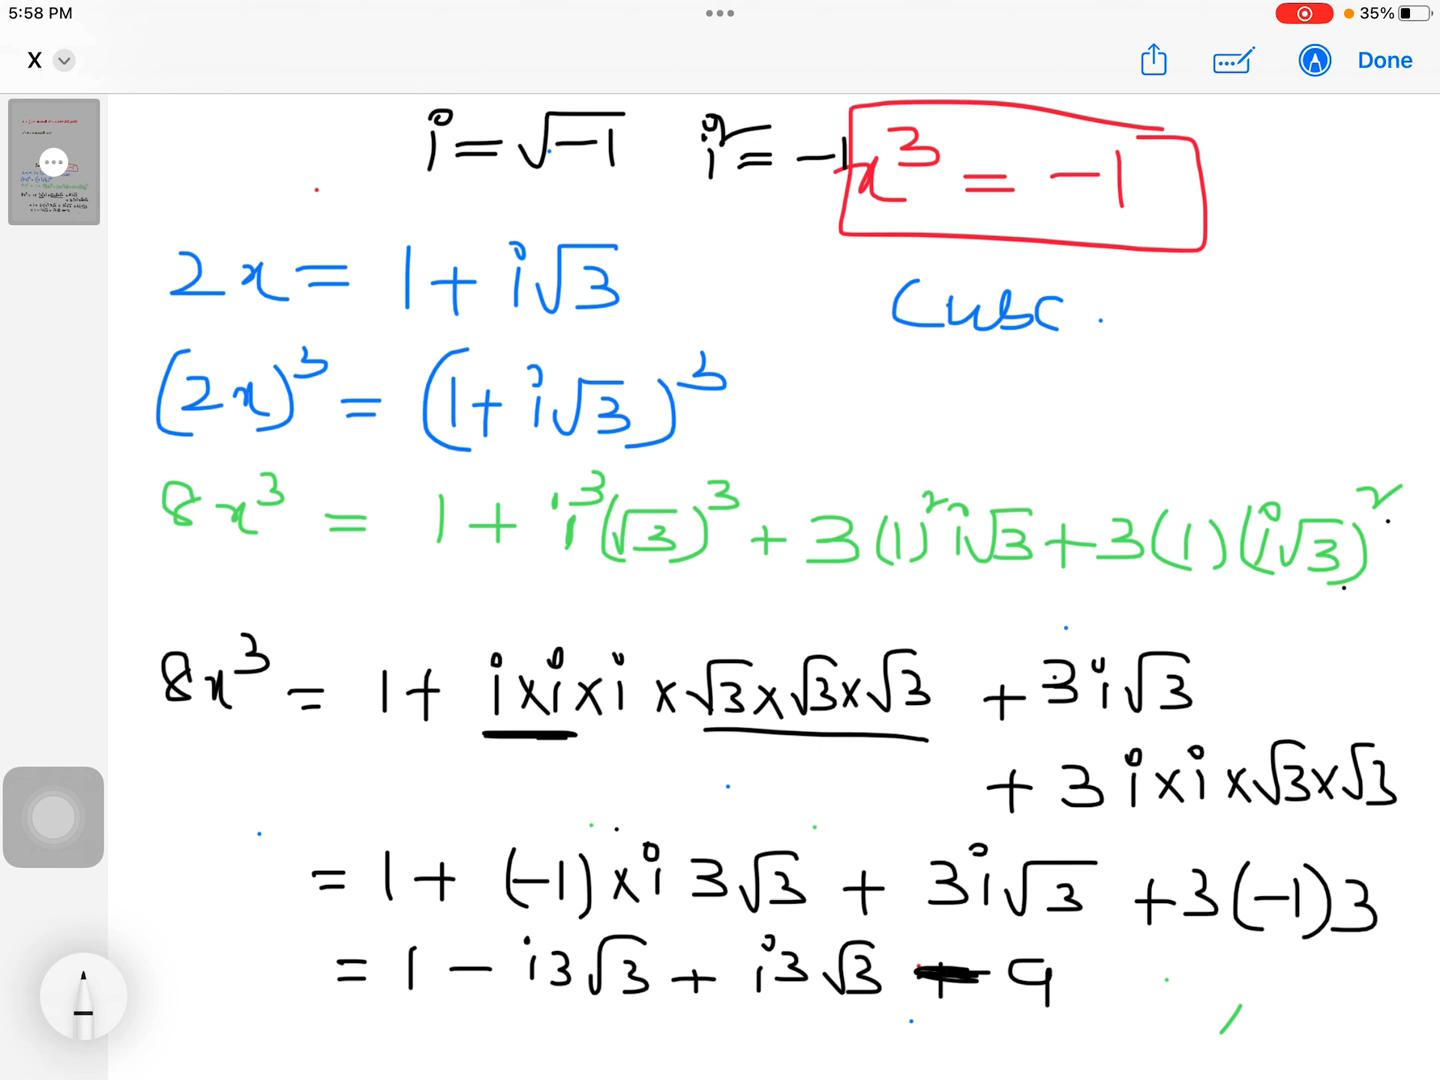 5:58 PM
35%
X
Done
i = √-1 i² = -1 x³ = -1
2x = 1 + i√3
Cube.
(2x)³ = (1 + i√3)³
8x³ = 1 + i³(√3)³ + 3(1)² i√3 + 3(1)(i√3)²
8x³ = 1 + i × i × i × √3 × √3 × √3 + 3i√3
+ 3 i × i × √3 × √3
= 1 + (-1) × i 3√3 + 3i√3 + 3(-1)3
= 1 - i3√3 + i3√3 - 9